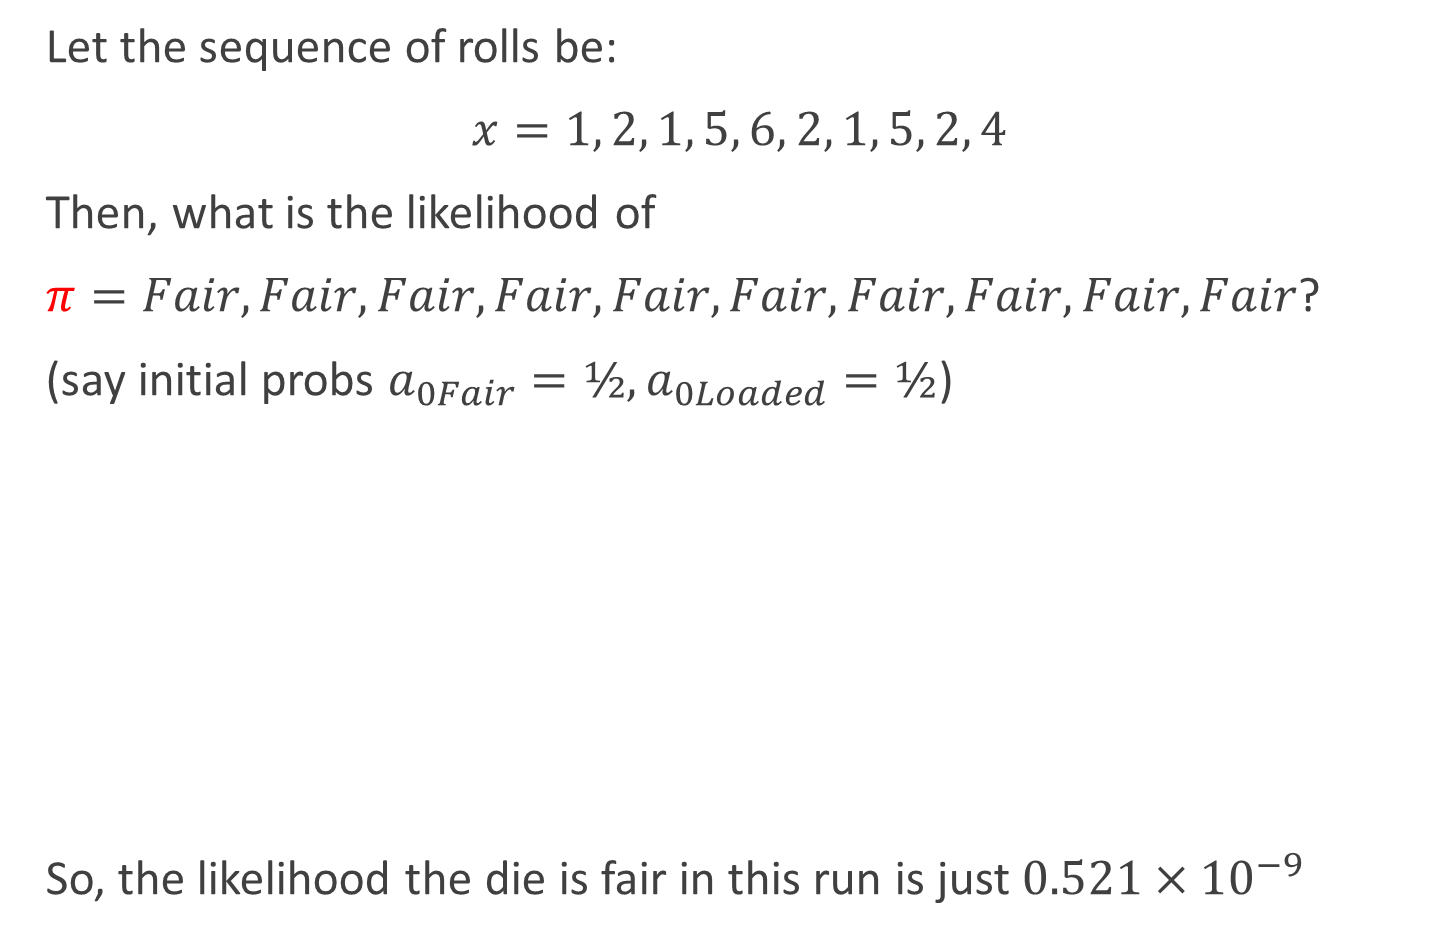 Let the sequence of rolls be:
x = 1, 2, 1, 5, 6, 2, 1, 5, 2, 4
Then, what is the likelihood of
π = Fair, Fair, Fair, Fair, Fair, Fair, Fair, Fair, Fair, Fair?
(say initial probs a₀Fair = ½, a₀Loaded = ½)
So, the likelihood the die is fair in this run is just 0.521 × 10⁻⁹